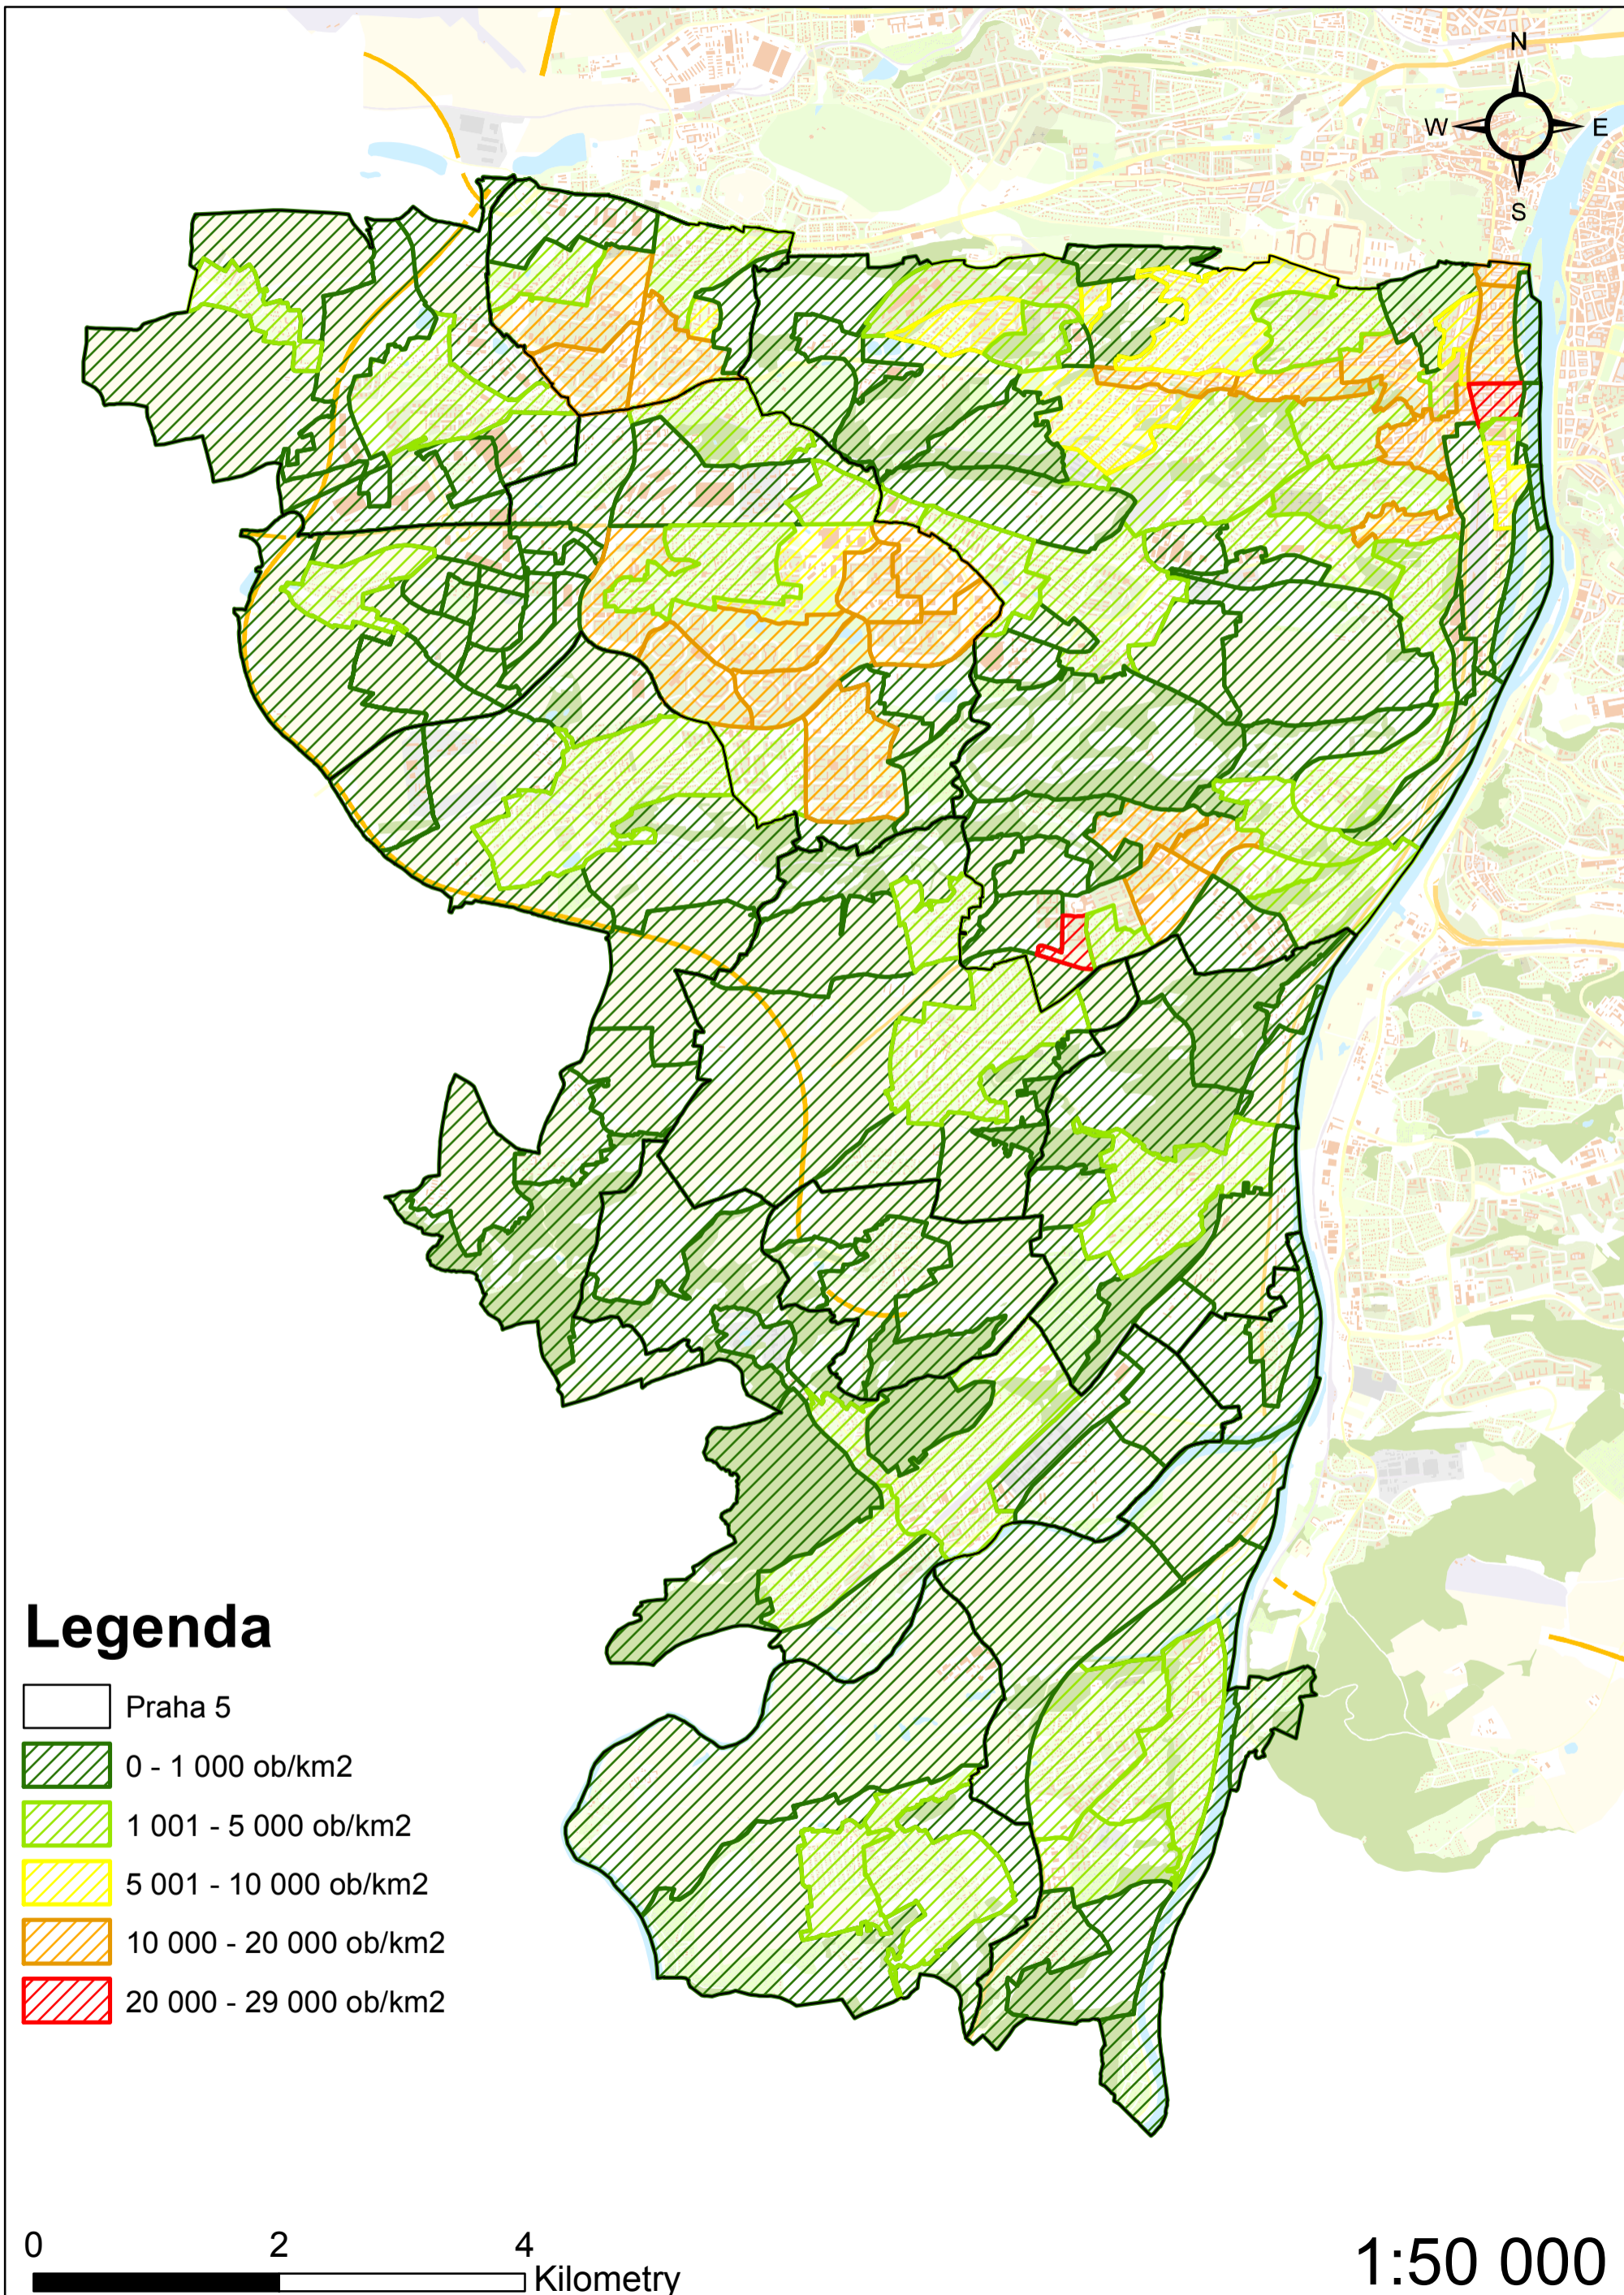 N
W E
S
Legenda
Praha 5
0 - 1 000 ob/km2
1 001 - 5 000 ob/km2
5 001 - 10 000 ob/km2
10 000 - 20 000 ob/km2
20 000 - 29 000 ob/km2
0 2 4
Kilometry
1:50 000